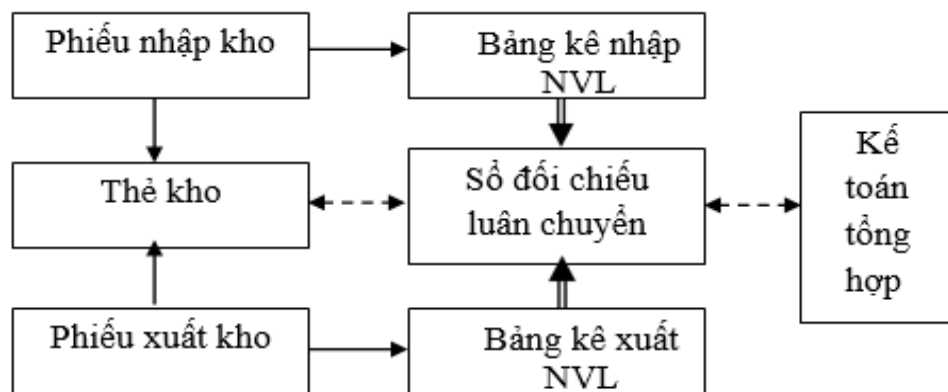 Phiếu nhập kho
Bảng kê nhập
NVL
Thẻ kho
Sổ đối chiếu
luân chuyển
Kế
toán
tổng
hợp
Phiếu xuất kho
Bảng kê xuất
NVL